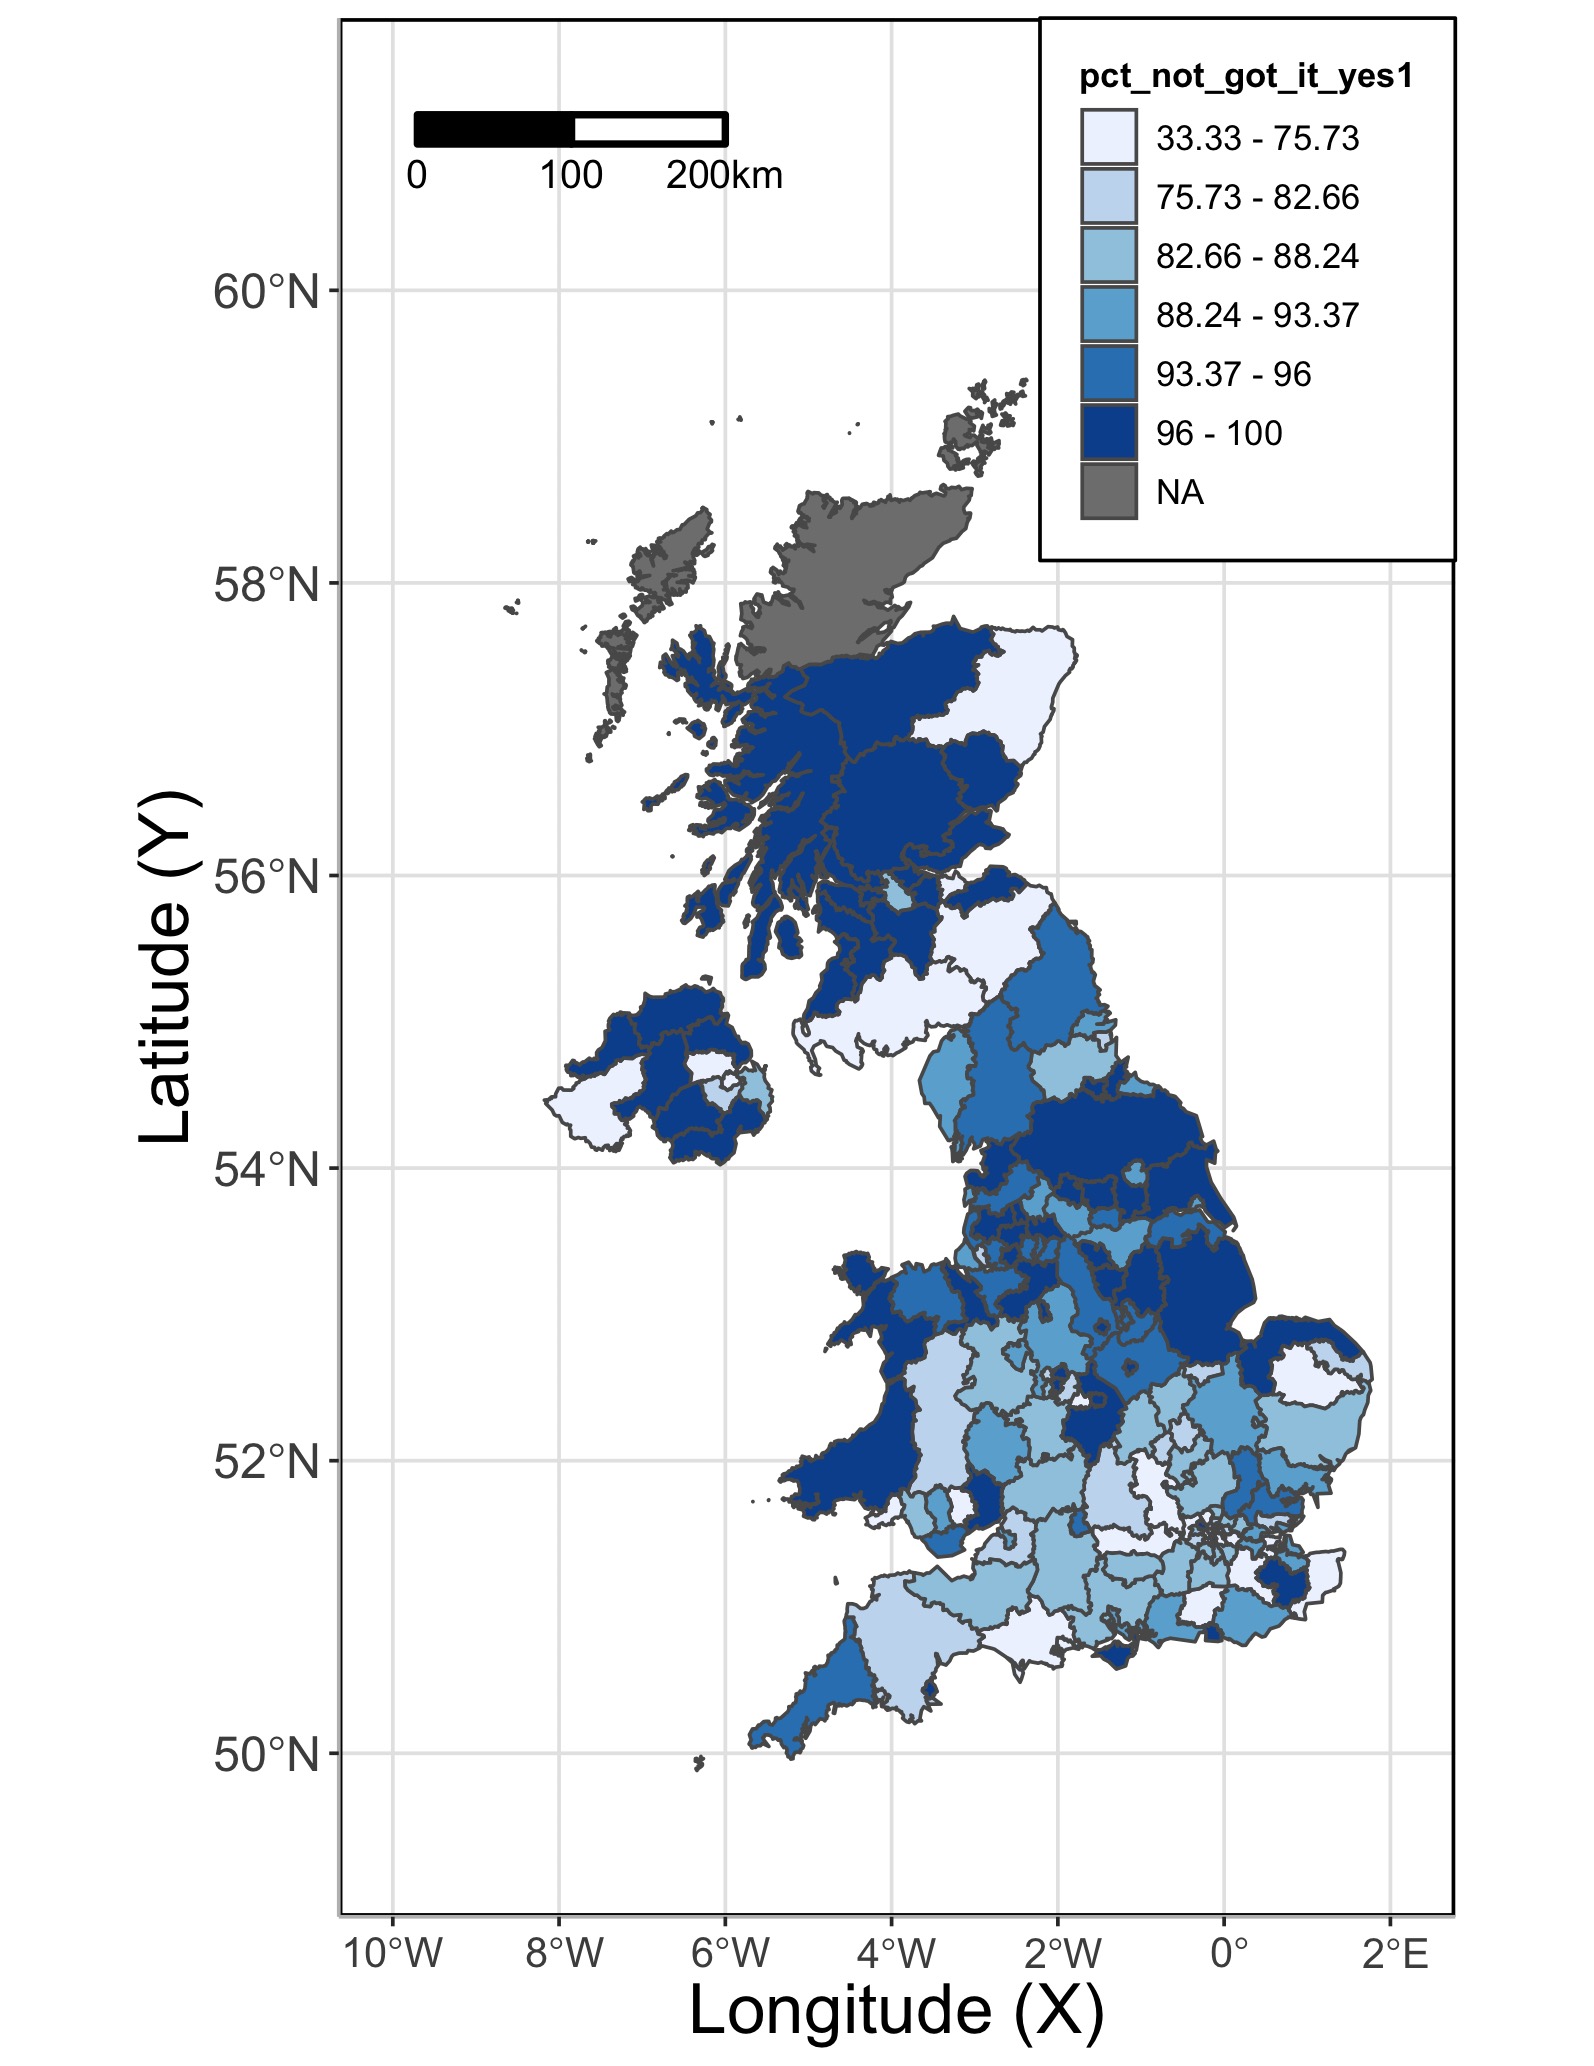 pct_not_got_it_yes1
33.33 - 75.73
75.73 - 82.66
82.66 - 88.24
88.24 - 93.37
93.37 - 96
96 - 100
NA
0 100 200km
60°N
58°N
56°N
54°N
52°N
50°N
Latitude (Y)
10°W 8°W 6°W 4°W 2°W 0° 2°E
Longitude (X)